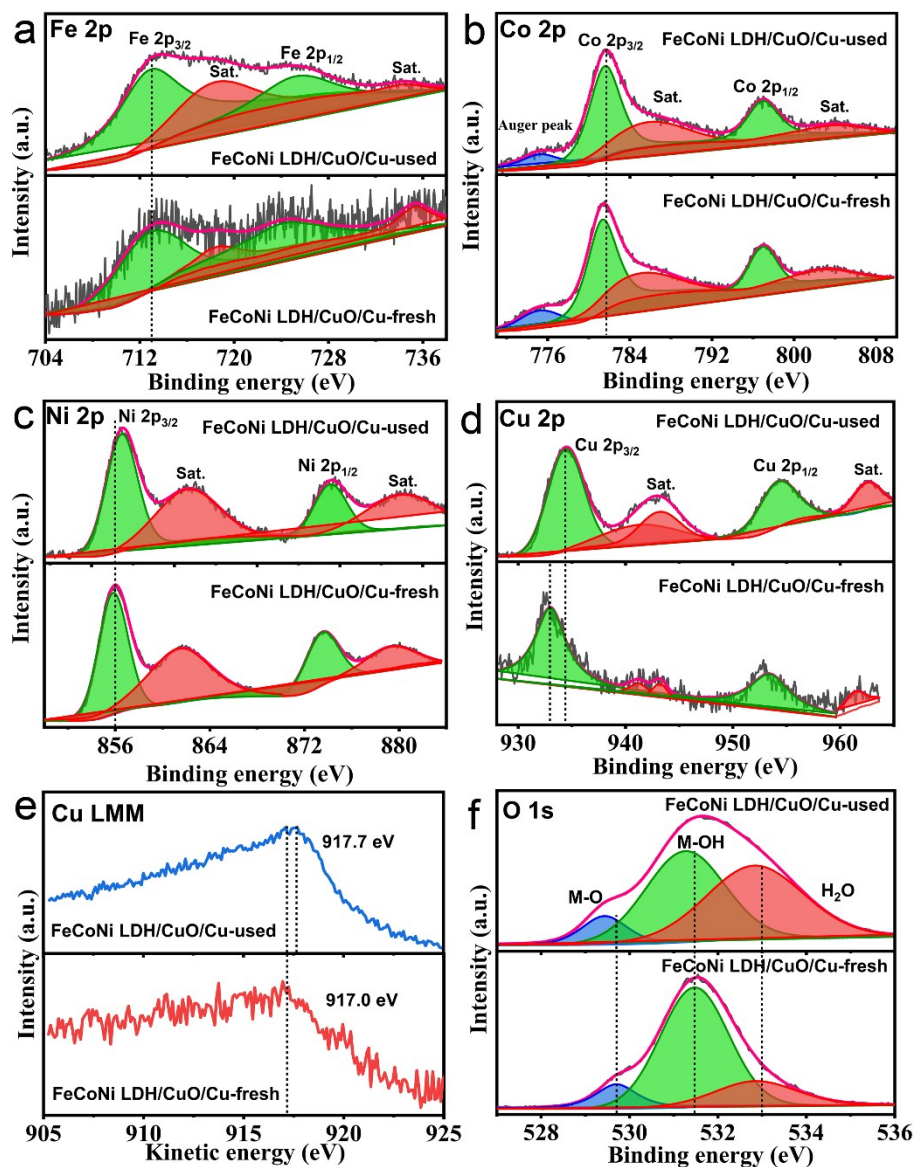 a Fe 2p
Fe 2p3/2
Sat.
Fe 2p1/2
Sat.
FeCoNi LDH/CuO/Cu-used
FeCoNi LDH/CuO/Cu-fresh
Intensity (a.u.)
704 712 720 728 736
Binding energy (eV)
b Co 2p
Co 2p3/2
FeCoNi LDH/CuO/Cu-used
Sat.
Co 2p1/2
Sat.
Auger peak
FeCoNi LDH/CuO/Cu-fresh
Intensity (a.u.)
776 784 792 800 808
Binding energy (eV)
c Ni 2p
Ni 2p3/2
FeCoNi LDH/CuO/Cu-used
Sat.
Ni 2p1/2
Sat.
FeCoNi LDH/CuO/Cu-fresh
Intensity (a.u.)
856 864 872 880
Binding energy (eV)
d Cu 2p
FeCoNi LDH/CuO/Cu-used
Cu 2p3/2
Sat.
Cu 2p1/2
Sat.
FeCoNi LDH/CuO/Cu-fresh
Intensity (a.u.)
930 940 950 960
Binding energy (eV)
e Cu LMM
917.7 eV
FeCoNi LDH/CuO/Cu-used
917.0 eV
FeCoNi LDH/CuO/Cu-fresh
Intensity (a.u.)
905 910 915 920 925
Kinetic energy (eV)
f O 1s
FeCoNi LDH/CuO/Cu-used
M-OH
M-O
H2O
FeCoNi LDH/CuO/Cu-fresh
Intensity (a.u.)
528 530 532 534 536
Binding energy (eV)